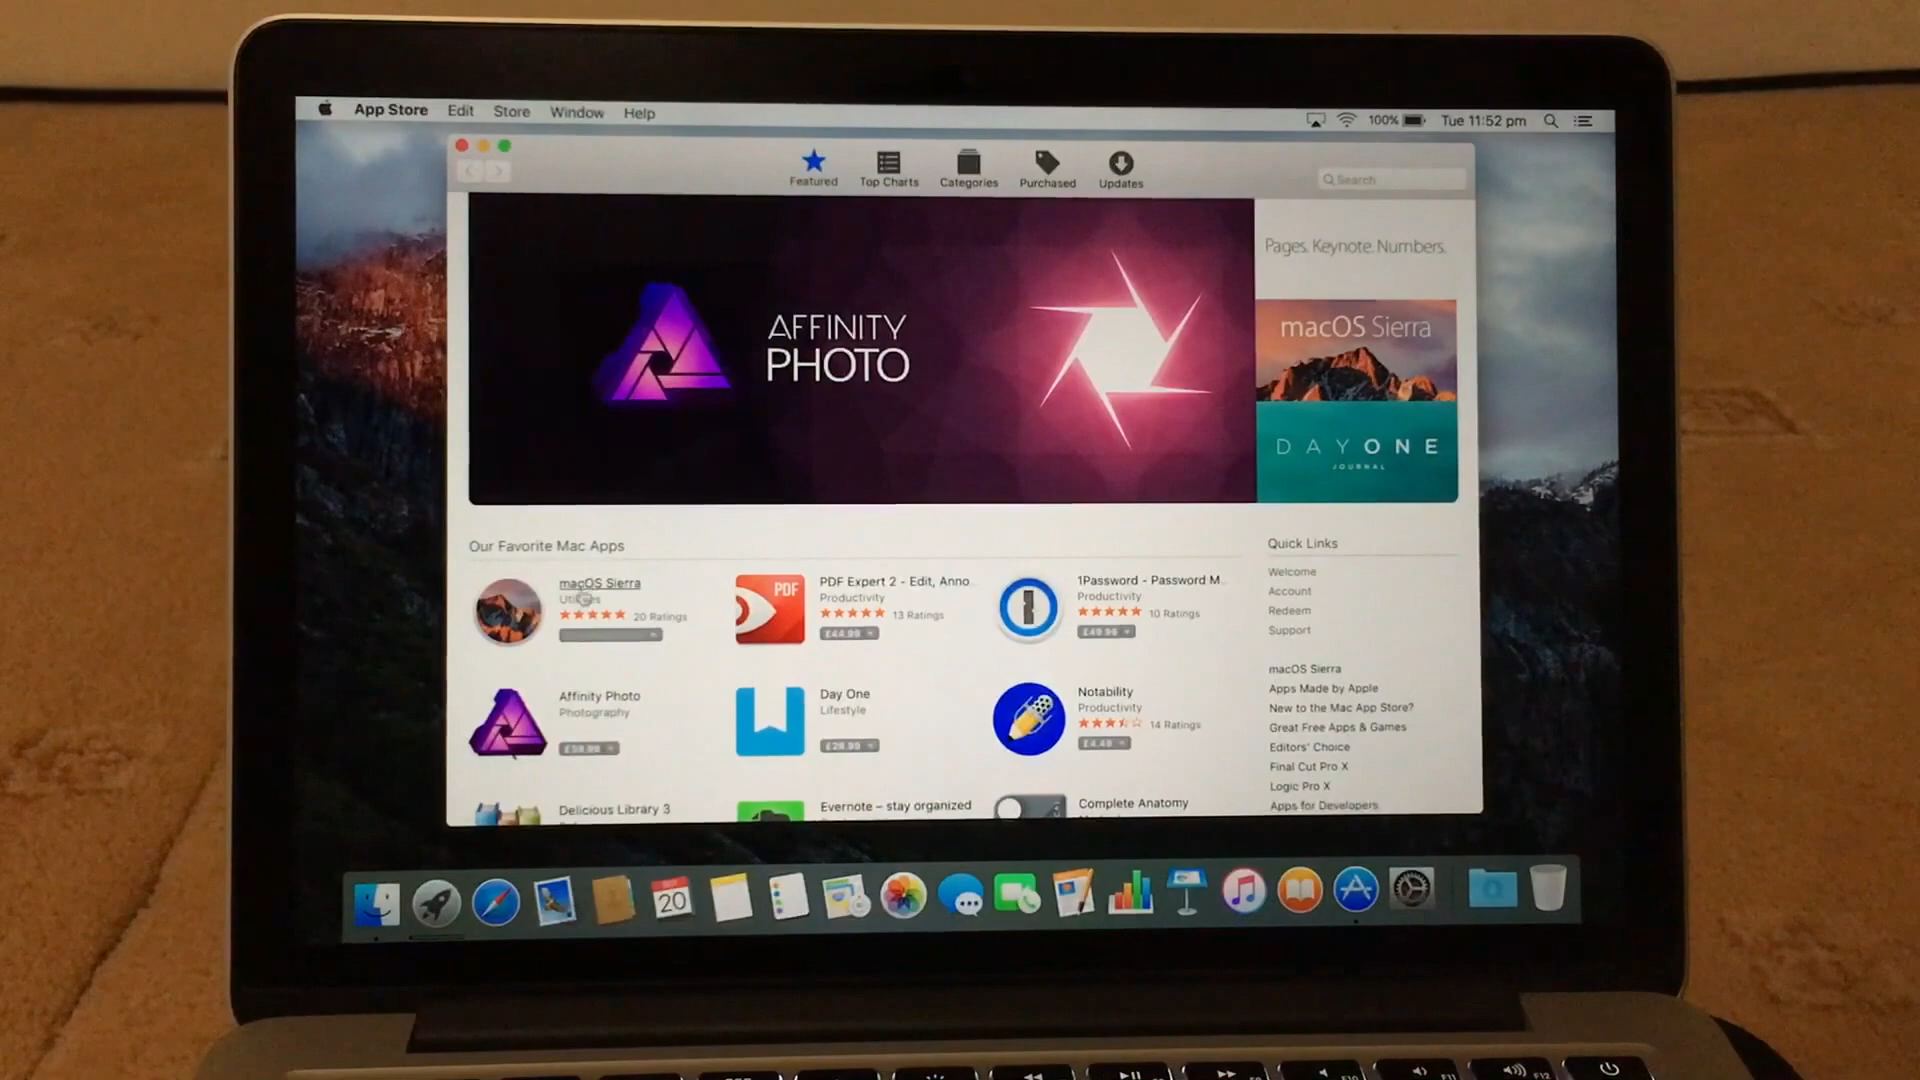 App Store Edit Store Window Help
100% Tue 11:52 pm
Featured Top Charts Categories Purchased Updates
Search
AFFINITY
PHOTO
Pages. Keynote. Numbers.
macOS Sierra
DAYONE
JOURNAL
Our Favorite Mac Apps
macOS Sierra
20 Ratings
PDF
PDF Expert 2 - Edit, Anno...
Productivity
13 Ratings
£44.99
1Password - Password M...
Productivity
10 Ratings
£49.99
Affinity Photo
Photography
Day One
Lifestyle
£29.99
Notability
Productivity
14 Ratings
£4.49
Delicious Library 3
Evernote – stay organized
Complete Anatomy
Quick Links
Welcome
Account
Redeem
Support
macOS Sierra
Apps Made by Apple
New to the Mac App Store?
Great Free Apps & Games
Editors' Choice
Final Cut Pro X
Logic Pro X
Apps for Developers
20
F10
F11
F12